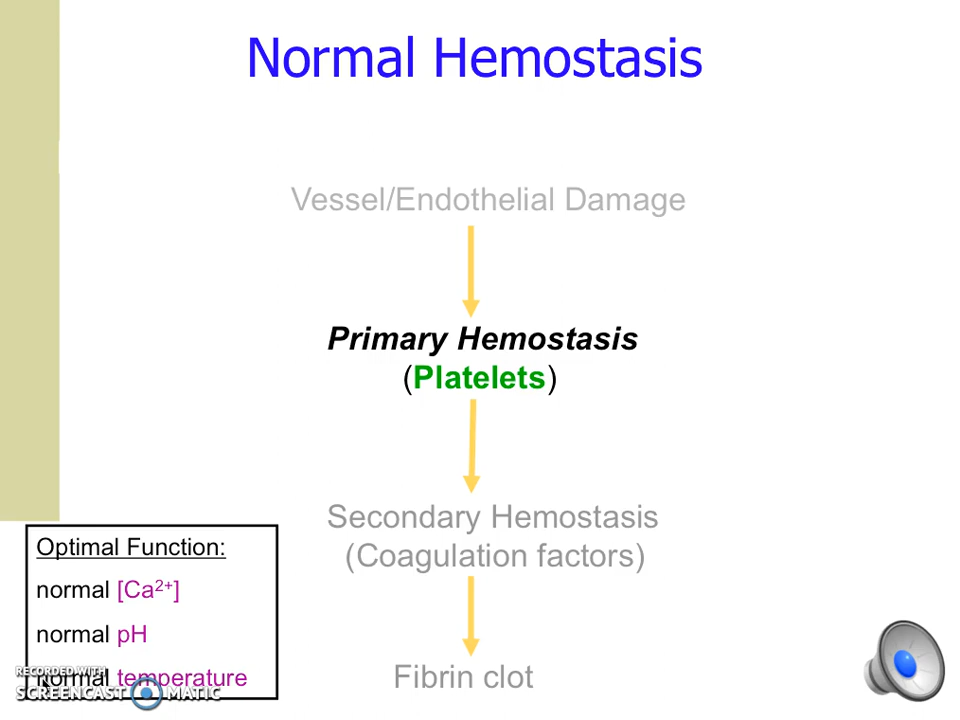 Normal Hemostasis
Vessel/Endothelial Damage
Primary Hemostasis
(Platelets)
Secondary Hemostasis
(Coagulation factors)
Fibrin clot
Optimal Function:
normal [Ca²⁺]
normal pH
normal temperature
RECORDED WITH
SCREENCAST MATIC